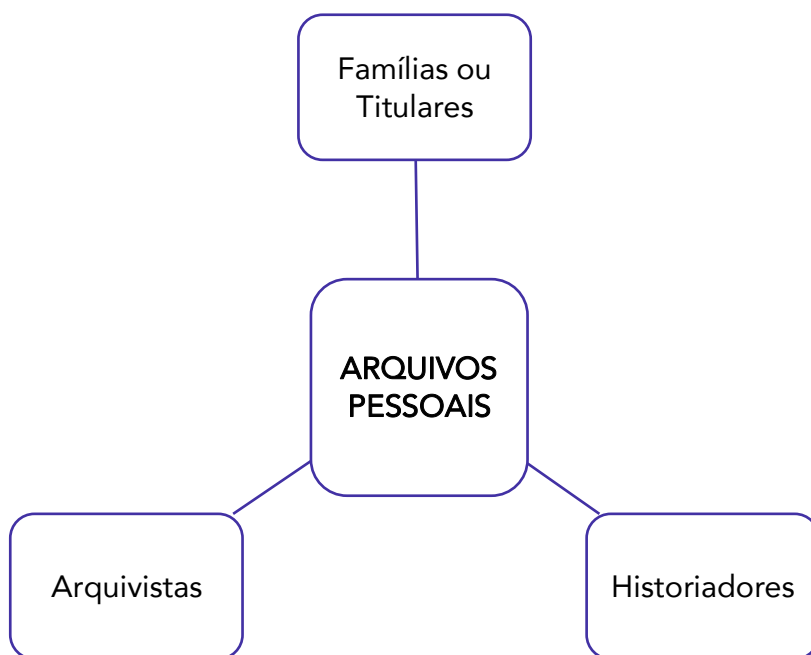 Famílias ou
Titulares
ARQUIVOS
PESSOAIS
Arquivistas
Historiadores